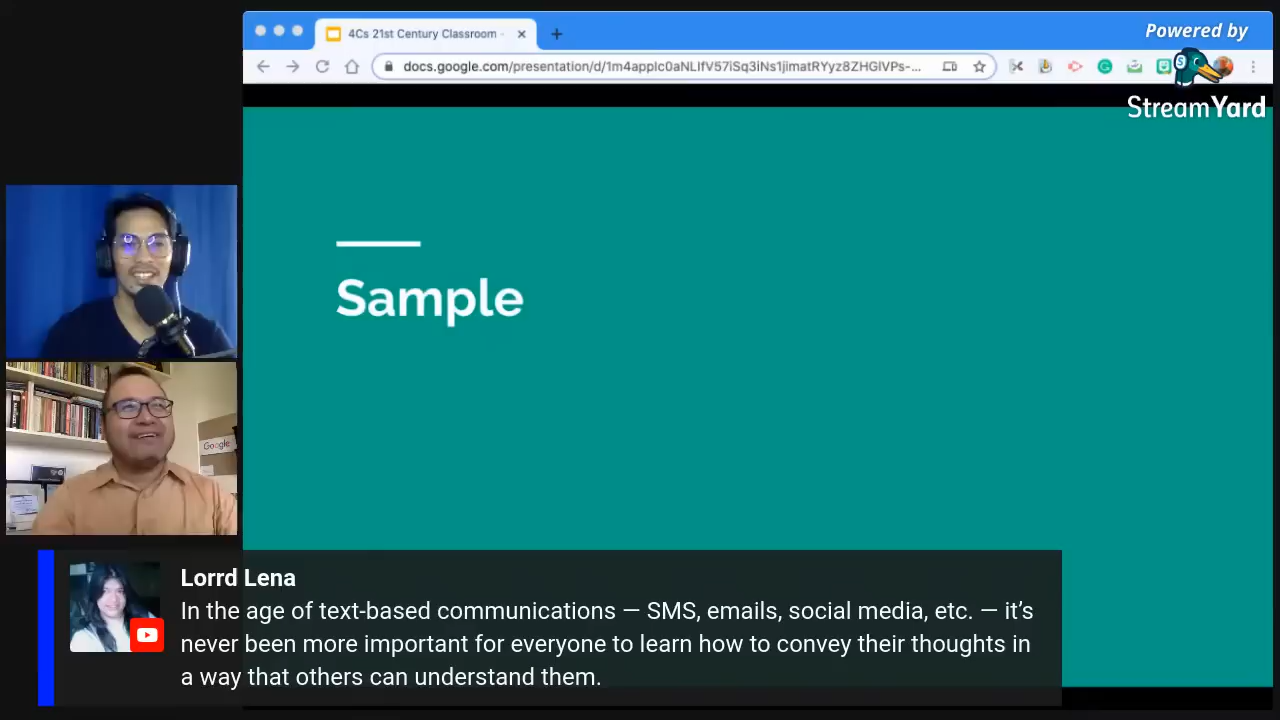 4Cs 21st Century Classroom -
Powered by
docs.google.com/presentation/d/1m4applc0aNLIfV57iSq3iNs1jimatRYyz8ZHGlVPs-...
StreamYard
Sample
Google
Lorrd Lena
In the age of text-based communications — SMS, emails, social media, etc. — it’s
never been more important for everyone to learn how to convey their thoughts in
a way that others can understand them.